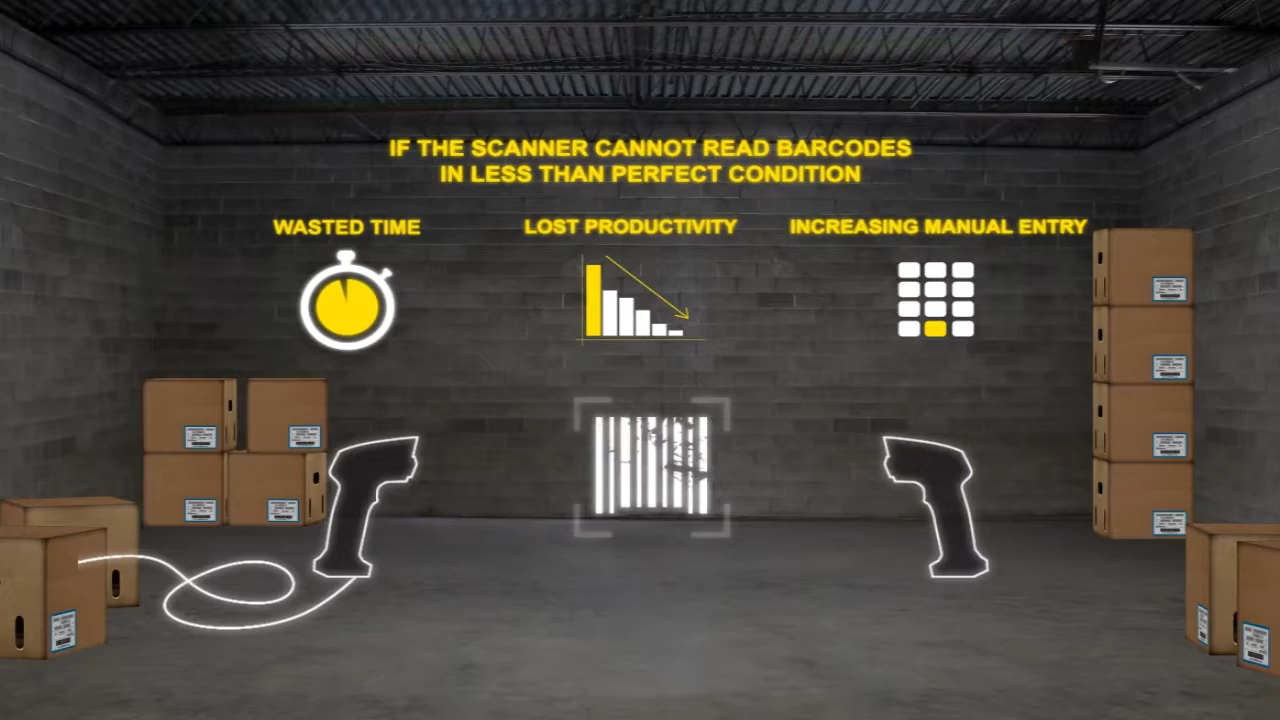 IF THE SCANNER CANNOT READ BARCODES
IN LESS THAN PERFECT CONDITION
WASTED TIME
LOST PRODUCTIVITY
INCREASING MANUAL ENTRY